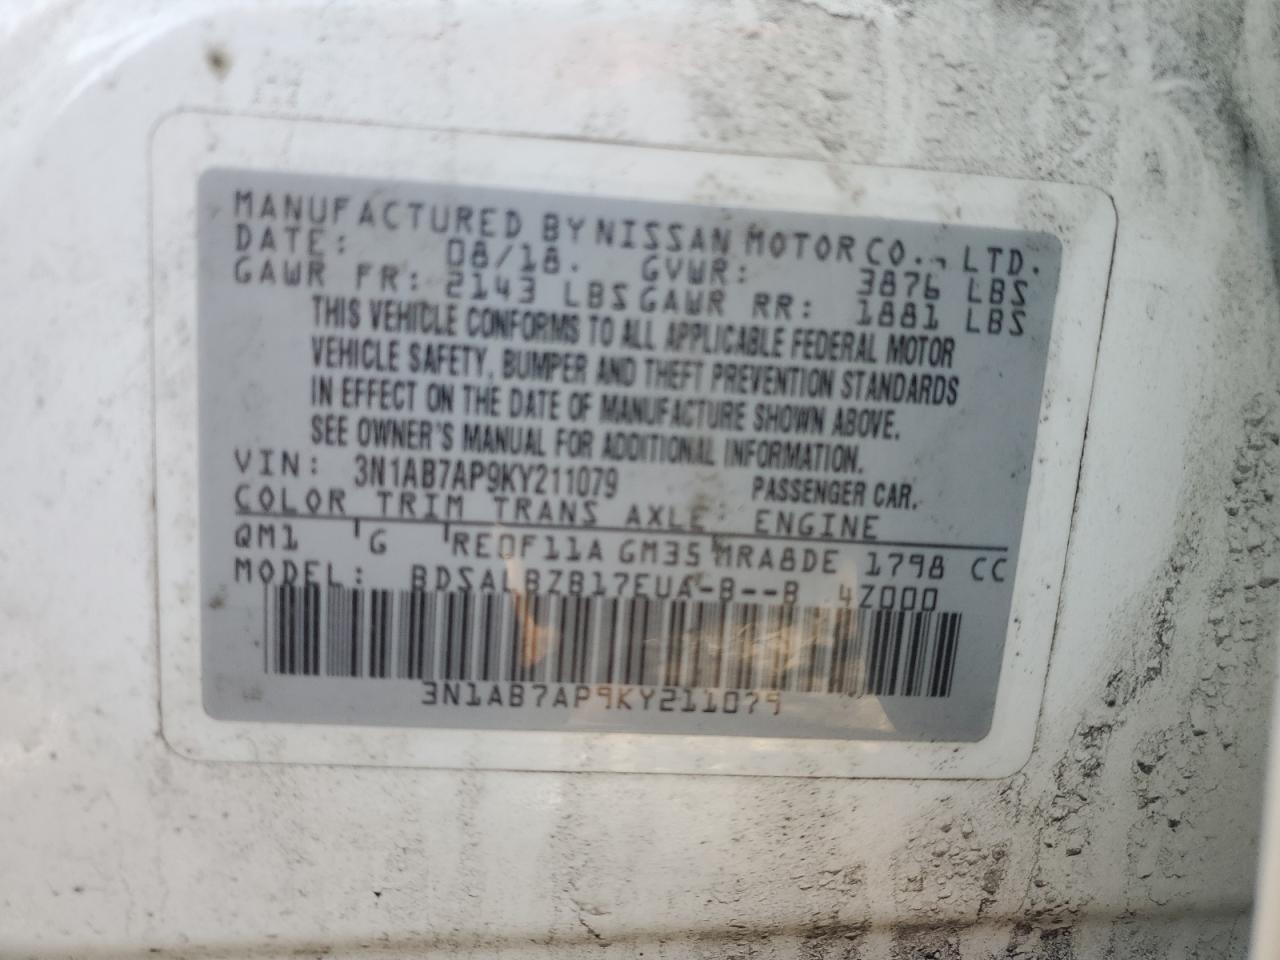 MANUFACTURED BY NISSAN MOTOR CO., LTD.
DATE: 08/18. GVWR: 3876 LBS
GAWR FR: 2143 LBS GAWR RR: 1881 LBS
THIS VEHICLE CONFORMS TO ALL APPLICABLE FEDERAL MOTOR
VEHICLE SAFETY, BUMPER AND THEFT PREVENTION STANDARDS
IN EFFECT ON THE DATE OF MANUFACTURE SHOWN ABOVE.
SEE OWNER'S MANUAL FOR ADDITIONAL INFORMATION.
VIN: 3N1AB7AP9KY211079 PASSENGER CAR.
COLOR TRIM TRANS AXLE ENGINE
QM1 G RE0F11A GM35 MRA8DE 1798 CC
MODEL: BDSALBZB17EUA-B--B 4Z000
3N1AB7AP9KY211079